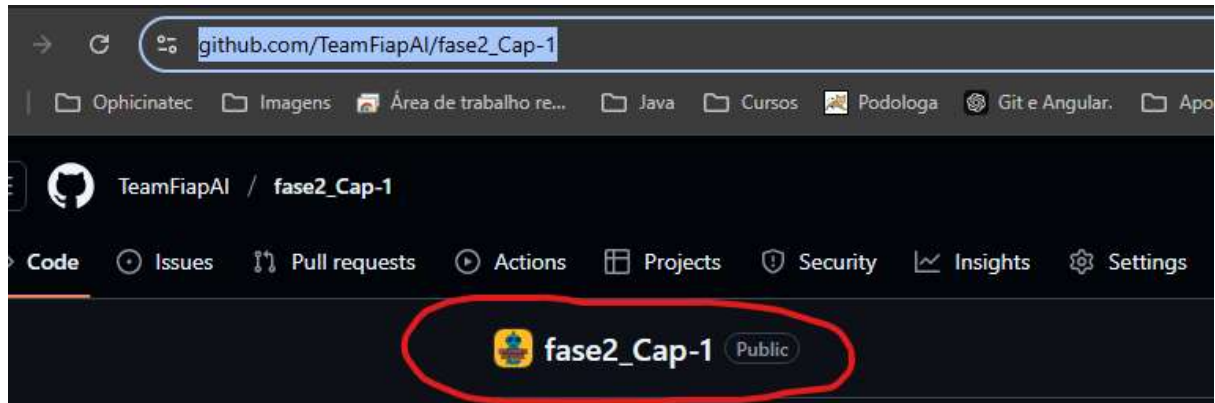 github.com/TeamFiapAI/fase2_Cap-1
Ophicinatec Imagens Área de trabalho re... Java Cursos Podologa Git e Angular. Apo
TeamFiapAI / fase2_Cap-1
Code Issues Pull requests Actions Projects Security Insights Settings
fase2_Cap-1 Public